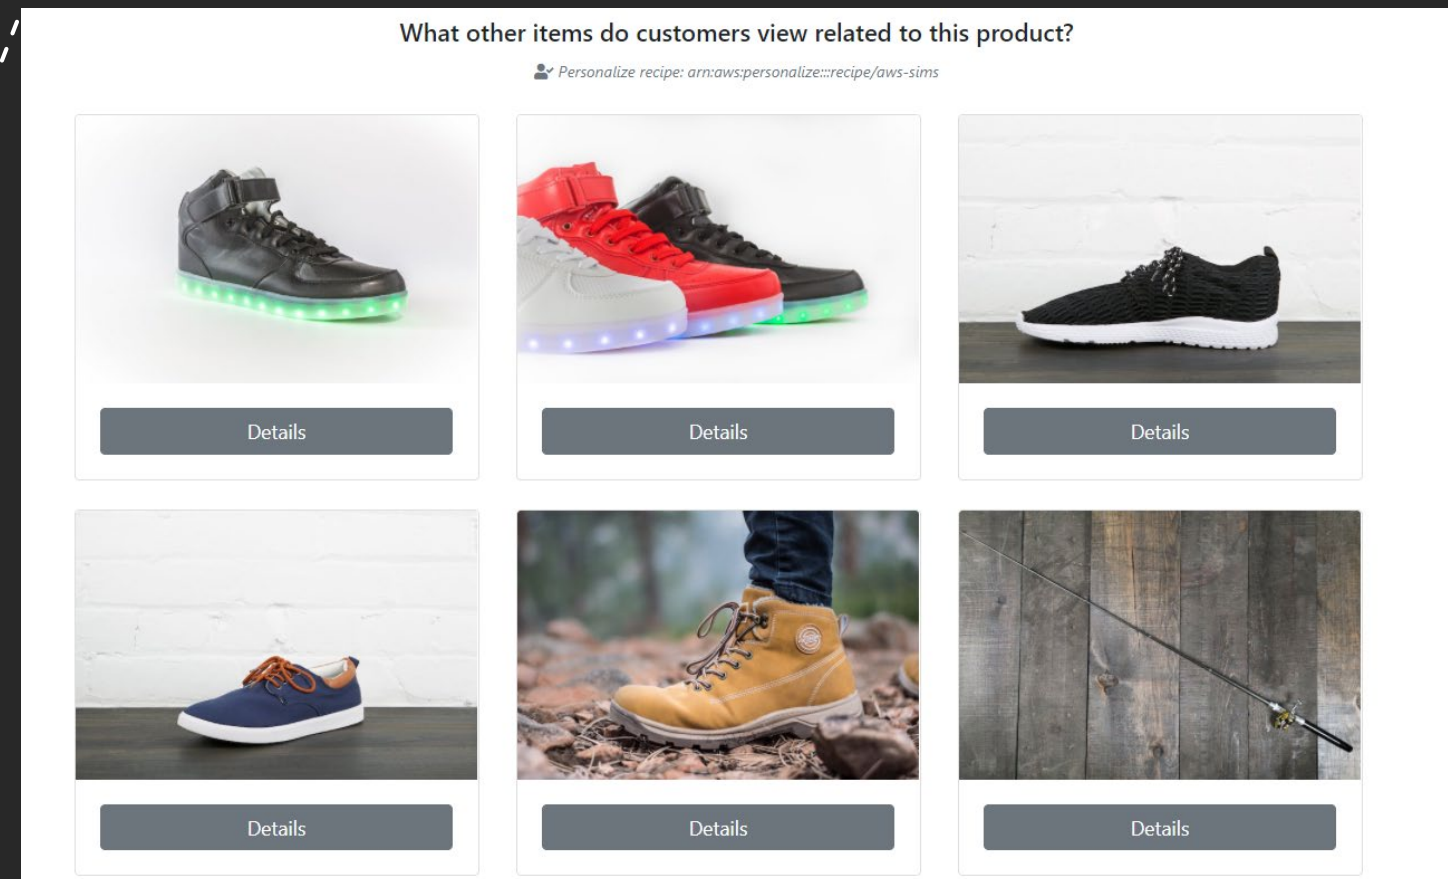 What other items do customers view related to this product?
Personalize recipe: arn:aws:personalize:::recipe/aws-sims
Details
Details
Details
Details
Details
Details